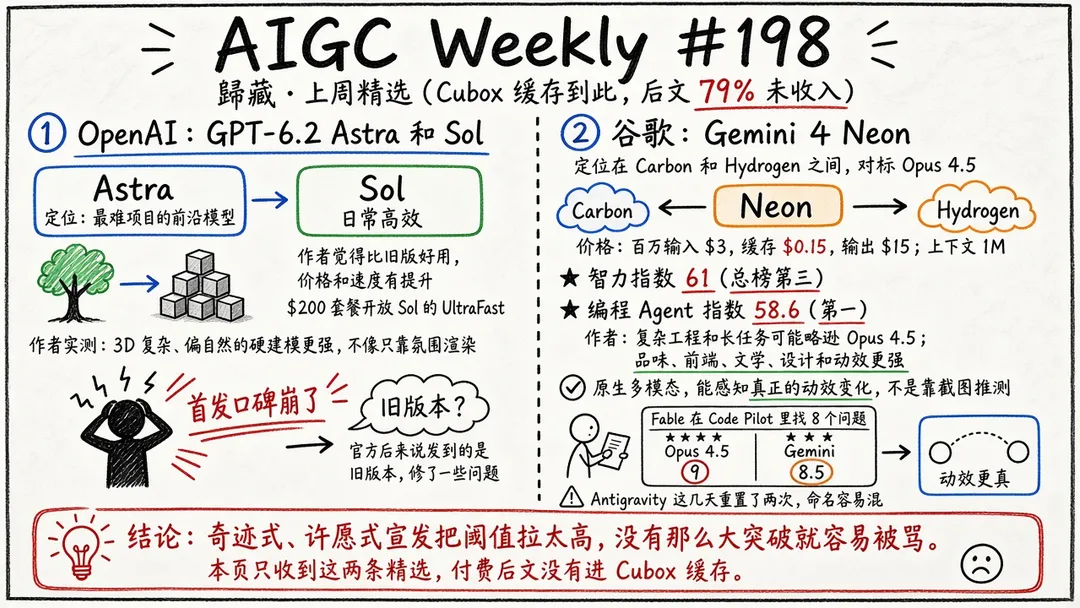 AIGC Weekly #198
歸藏·上周精选（Cubox 缓存到此，后文 79% 未收入）
1 OpenAI：GPT-6.2 Astra 和 Sol
Astra
定位：最难项目的前沿模型
Sol
日常高效
作者觉得比旧版好用，
价格和速度有提升
$200 套餐开放 Sol 的 UltraFast
作者实测：3D 复杂、偏自然的硬建模更强，不像只靠氛围渲染
首发口碑崩了
旧版本？
官方后来说发到的是
旧版本，修了一些问题
2 谷歌：Gemini 4 Neon
定位在 Carbon 和 Hydrogen 之间，对标 Opus 4.5
Carbon
Neon
Hydrogen
价格：百万输入 $3，缓存 $0.15，输出 $15；上下文 1M
★ 智力指数 61（总榜第三）
★ 编程 Agent 指数 58.6（第一）
作者：复杂工程和长任务可能略逊 Opus 4.5；
品味、前端、文学、设计和动效更强
原生多模态，能感知真正的动效变化，不是靠截图推测
Fable 在 Code Pilot 里找 8 个问题
★★★★
Opus 4.5
9
★★★
Gemini
8.5
动效更真
Antigravity 这几天重置了两次，命名容易混
结论：奇迹式、许愿式宣发把阈值拉太高，没有那么大突破就容易被骂。
本页只收到这两条精选，付费后文没有进 Cubox 缓存。